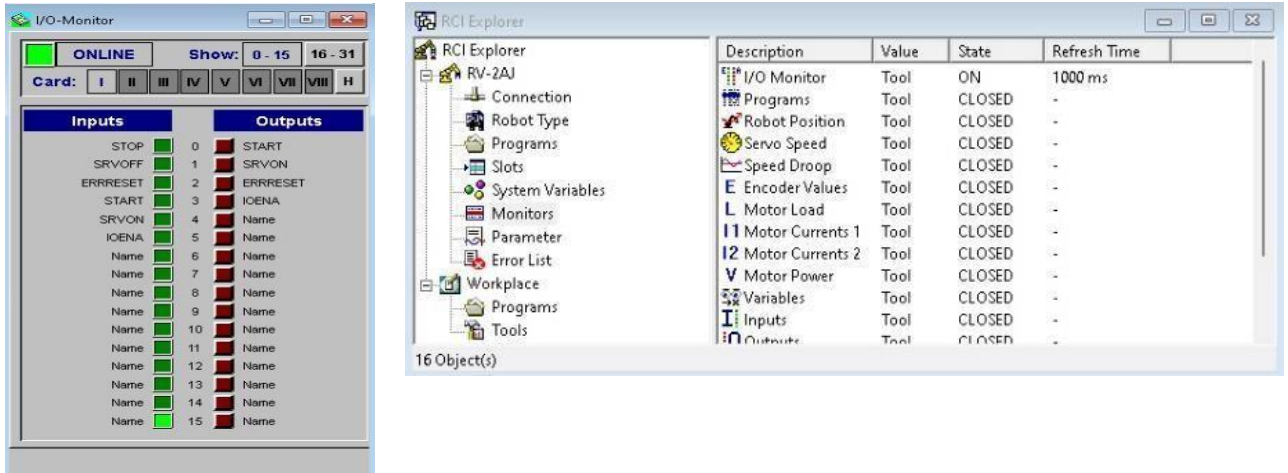 I/O-Monitor
ONLINE Show: 0 - 15 16 - 31
Card: I II III IV V VI VII VIII H
Inputs Outputs
STOP 0 START
SRVOFF 1 SRVON
ERRRESET 2 ERRRESET
START 3 IOENA
SRVON 4 Name
IOENA 5 Name
Name 6 Name
Name 7 Name
Name 8 Name
Name 9 Name
Name 10 Name
Name 11 Name
Name 12 Name
Name 13 Name
Name 14 Name
Name 15 Name
RCI Explorer
RCI Explorer
RV-2AJ
Connection
Robot Type
Programs
Slots
System Variables
Monitors
Parameter
Error List
Workplace
Programs
Tools
Description Value State Refresh Time
I/O Monitor Tool ON 1000 ms
Programs Tool CLOSED -
Robot Position Tool CLOSED -
Servo Speed Tool CLOSED -
Speed Droop Tool CLOSED -
E Encoder Values Tool CLOSED -
L Motor Load Tool CLOSED -
I1 Motor Currents 1 Tool CLOSED -
I2 Motor Currents 2 Tool CLOSED -
V Motor Power Tool CLOSED -
Variables Tool CLOSED -
Inputs Tool CLOSED -
Outputs Tool CLOSED -
16 Object(s)